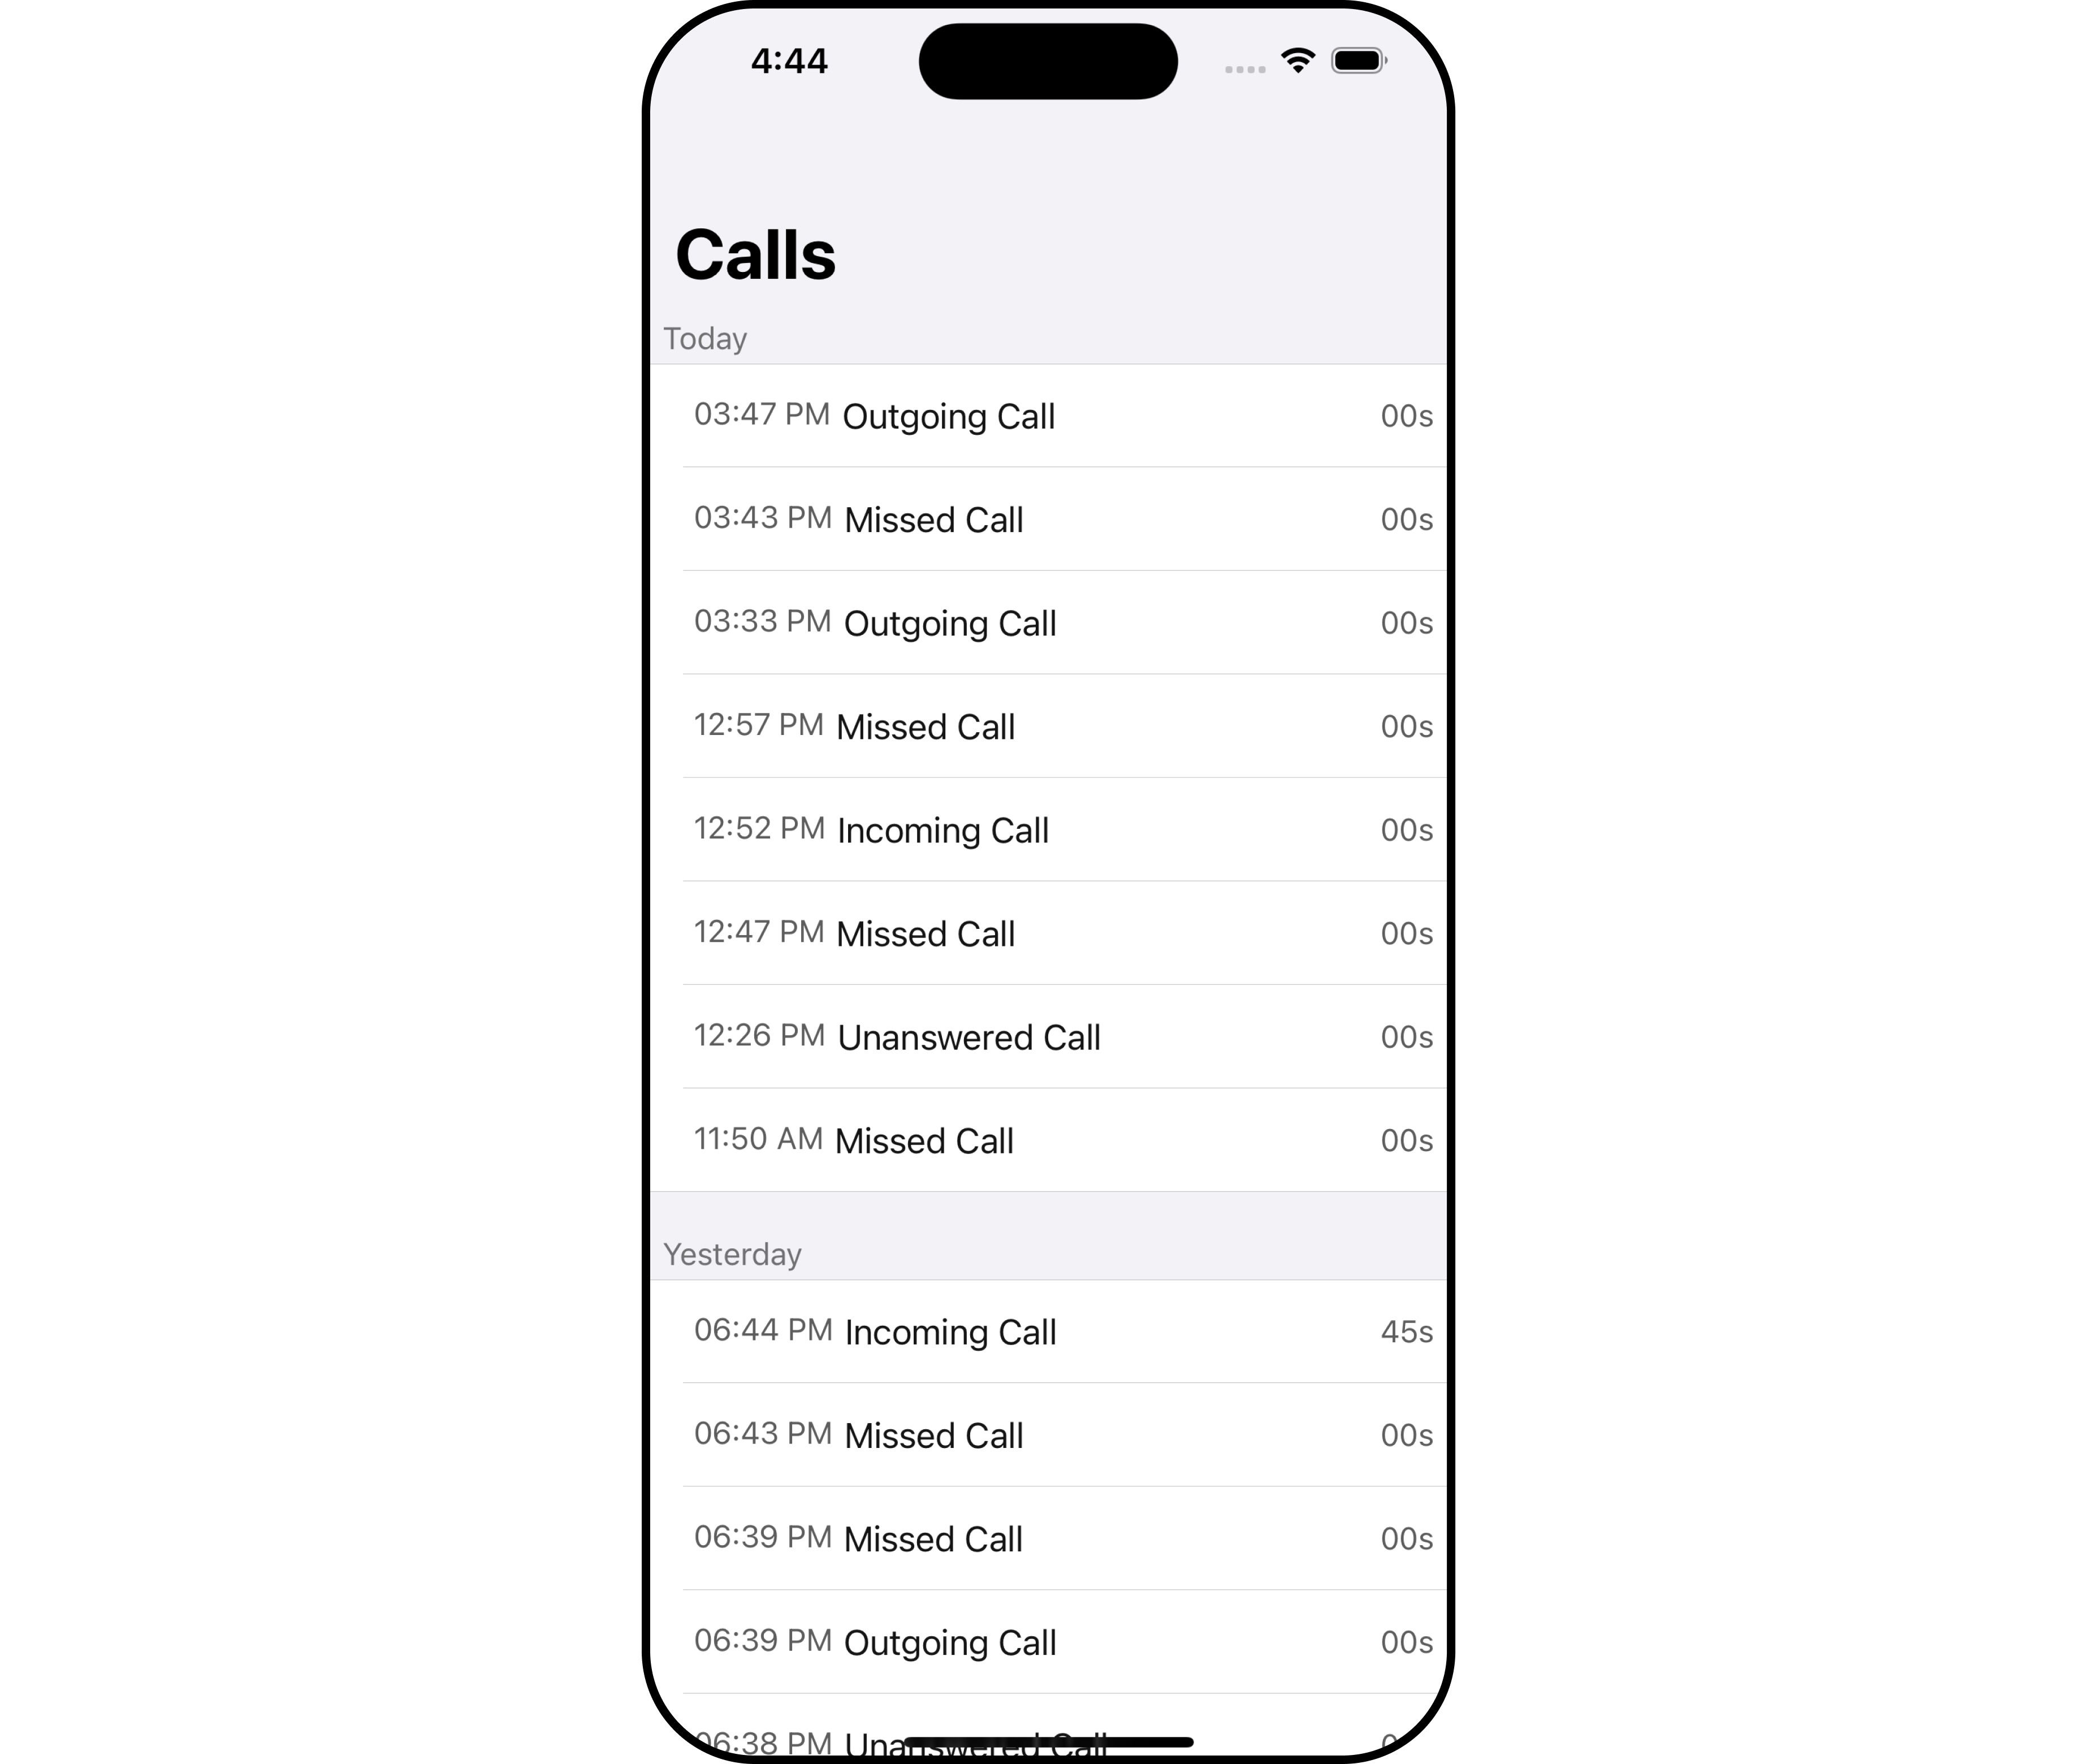 4:44
Calls
Today
03:47 PM Outgoing Call 00s
03:43 PM Missed Call 00s
03:33 PM Outgoing Call 00s
12:57 PM Missed Call 00s
12:52 PM Incoming Call 00s
12:47 PM Missed Call 00s
12:26 PM Unanswered Call 00s
11:50 AM Missed Call 00s
Yesterday
06:44 PM Incoming Call 45s
06:43 PM Missed Call 00s
06:39 PM Missed Call 00s
06:39 PM Outgoing Call 00s
06:38 PM Unanswered Call